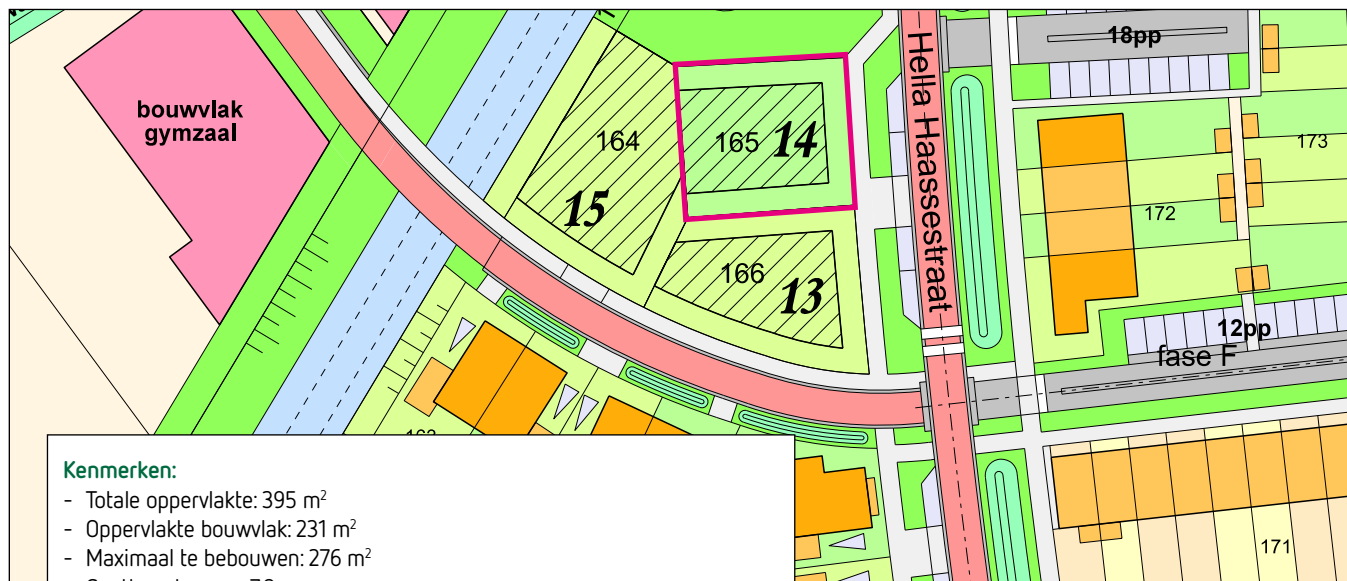 bouwvlak
gymzaal
164
15
165 14
166 13
Hella Haassestraat
18pp
173
172
12pp
fase F
171
Kenmerken:
- Totale oppervlakte: 395 m²
- Oppervlakte bouwvlak: 231 m²
- Maximaal te bebouwen: 276 m²